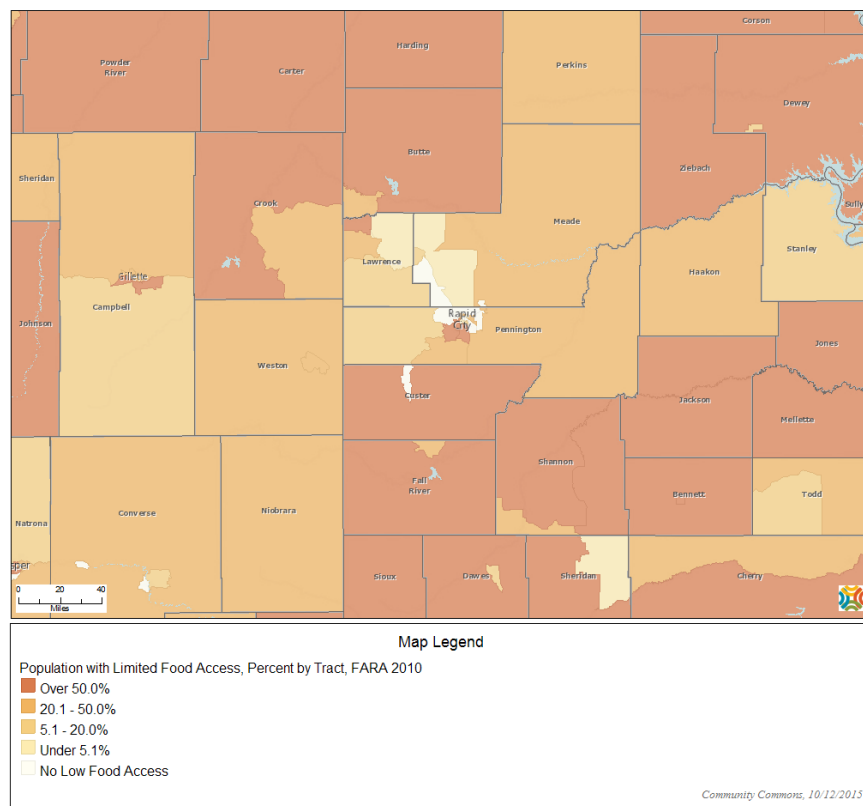 Corson
Harding
Powder
River
Carter
Perkins
Dewey
Butte
Ziebach
Sheridan
Crook
Meade
Sully
Stanley
Lawrence
Haakon
Gillette
Campbell
Johnson
Rapid
City
Pennington
Jones
Weston
Custer
Jackson
Mellette
Shannon
Fall
River
Bennett
Todd
Niobrara
Converse
Natrona
sper
Sioux
Dawes
Sheridan
Cherry
0 20 40
Miles
Map Legend
Population with Limited Food Access, Percent by Tract, FARA 2010
Over 50.0%
20.1 - 50.0%
5.1 - 20.0%
Under 5.1%
No Low Food Access
Community Commons, 10/12/2015